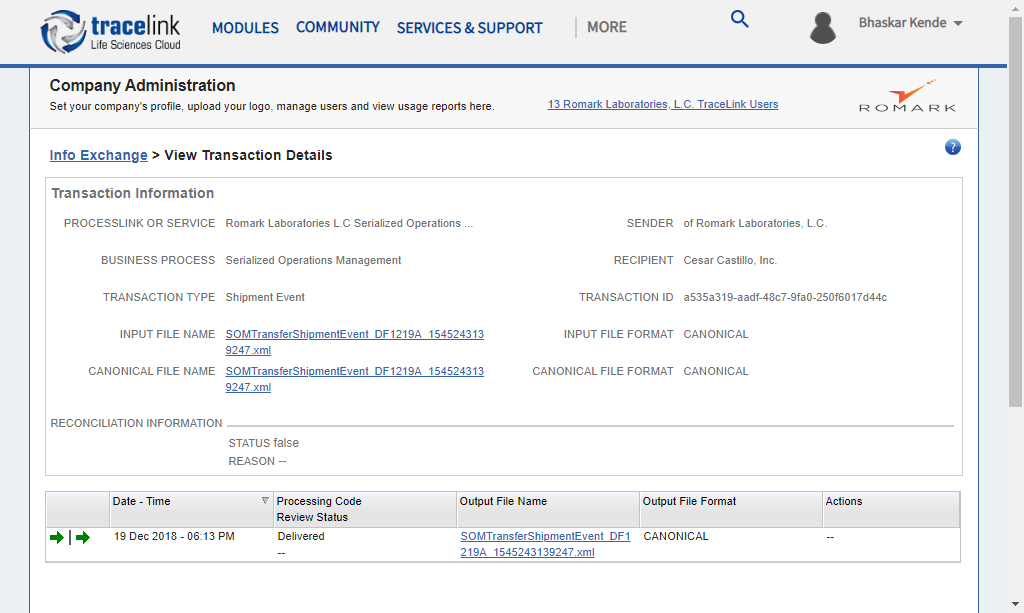 tracelink
Life Sciences Cloud
MODULES COMMUNITY SERVICES & SUPPORT MORE
Bhaskar Kende
Company Administration
Set your company's profile, upload your logo, manage users and view usage reports here.
13 Romark Laboratories, L.C. TraceLink Users
ROMARK
Info Exchange > View Transaction Details
?
Transaction Information
PROCESSLINK OR SERVICE Romark Laboratories L.C Serialized Operations ...
SENDER of Romark Laboratories, L.C.
BUSINESS PROCESS Serialized Operations Management
RECIPIENT Cesar Castillo, Inc.
TRANSACTION TYPE Shipment Event
TRANSACTION ID a535a319-aadf-48c7-9fa0-250f6017d44c
INPUT FILE NAME SOMTransferShipmentEvent_DF1219A_154524313
9247.xml
INPUT FILE FORMAT CANONICAL
CANONICAL FILE NAME SOMTransferShipmentEvent_DF1219A_154524313
9247.xml
CANONICAL FILE FORMAT CANONICAL
RECONCILIATION INFORMATION
STATUS false
REASON --
Date - Time
Processing Code
Review Status
Output File Name
Output File Format
Actions
19 Dec 2018 - 06:13 PM
Delivered
--
SOMTransferShipmentEvent_DF1
219A_1545243139247.xml
CANONICAL
--